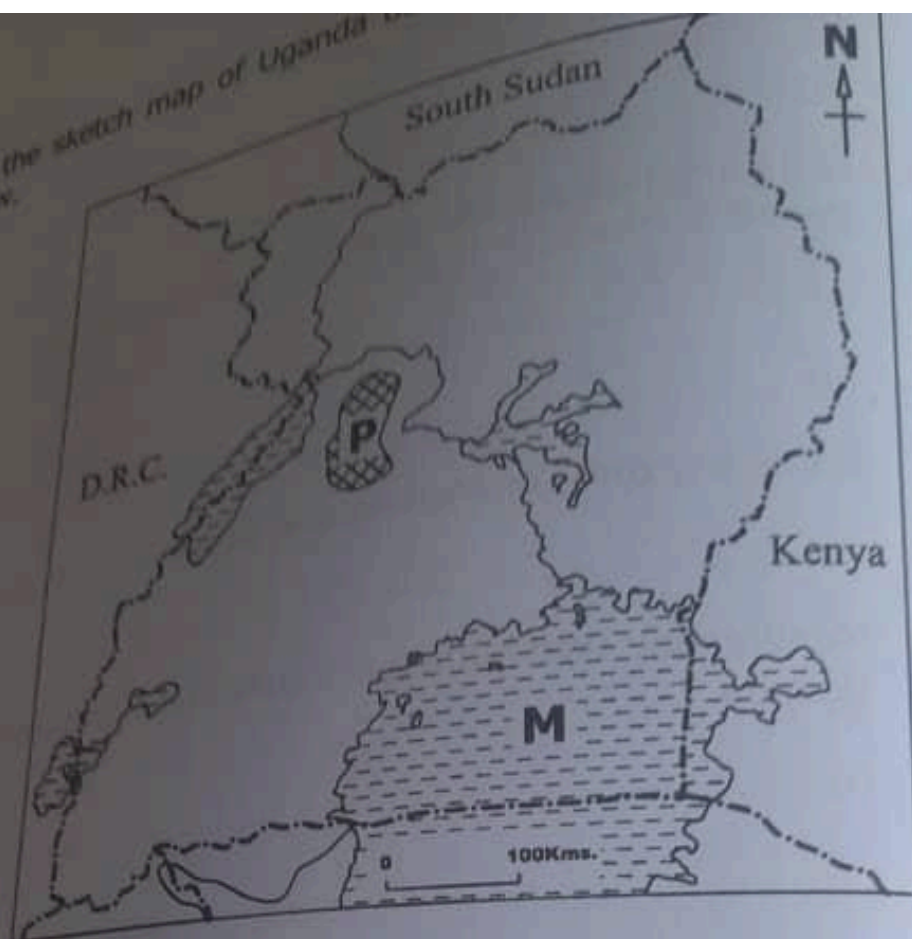 the sketch map of Uganda
N
South Sudan
P
D.R.C.
Kenya
M
0 100Kms.